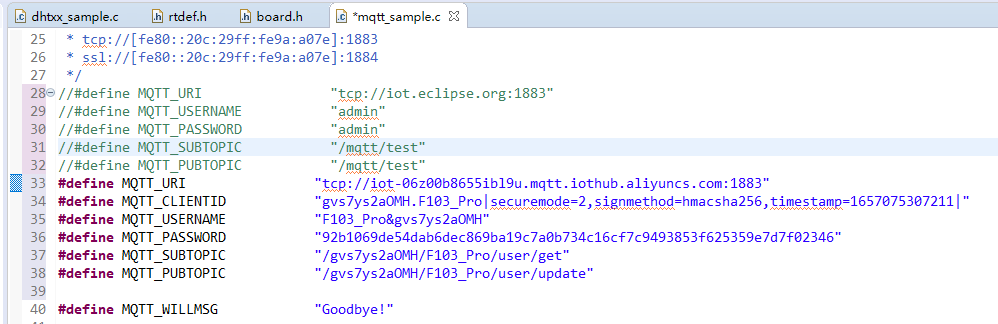 dhtxx_sample.c rtdef.h board.h *mqtt_sample.c
25 * tcp://[fe80::20c:29ff:fe9a:a07e]:1883
26 * ssl://[fe80::20c:29ff:fe9a:a07e]:1884
27 */
28 //#define MQTT_URI "tcp://iot.eclipse.org:1883"
29 //#define MQTT_USERNAME "admin"
30 //#define MQTT_PASSWORD "admin"
31 //#define MQTT_SUBTOPIC "/mqtt/test"
32 //#define MQTT_PUBTOPIC "/mqtt/test"
33 #define MQTT_URI "tcp://iot-06z00b8655ibl9u.mqtt.iothub.aliyuncs.com:1883"
34 #define MQTT_CLIENTID "gvs7ys2aOMH.F103_Pro|securemode=2,signmethod=hmacsha256,timestamp=1657075307211|"
35 #define MQTT_USERNAME "F103_Pro&gvs7ys2aOMH"
36 #define MQTT_PASSWORD "92b1069de54dab6dec869ba19c7a0b734c16cf7c9493853f625359e7d7f02346"
37 #define MQTT_SUBTOPIC "/gvs7ys2aOMH/F103_Pro/user/get"
38 #define MQTT_PUBTOPIC "/gvs7ys2aOMH/F103_Pro/user/update"
39
40 #define MQTT_WILLMSG "Goodbye!"